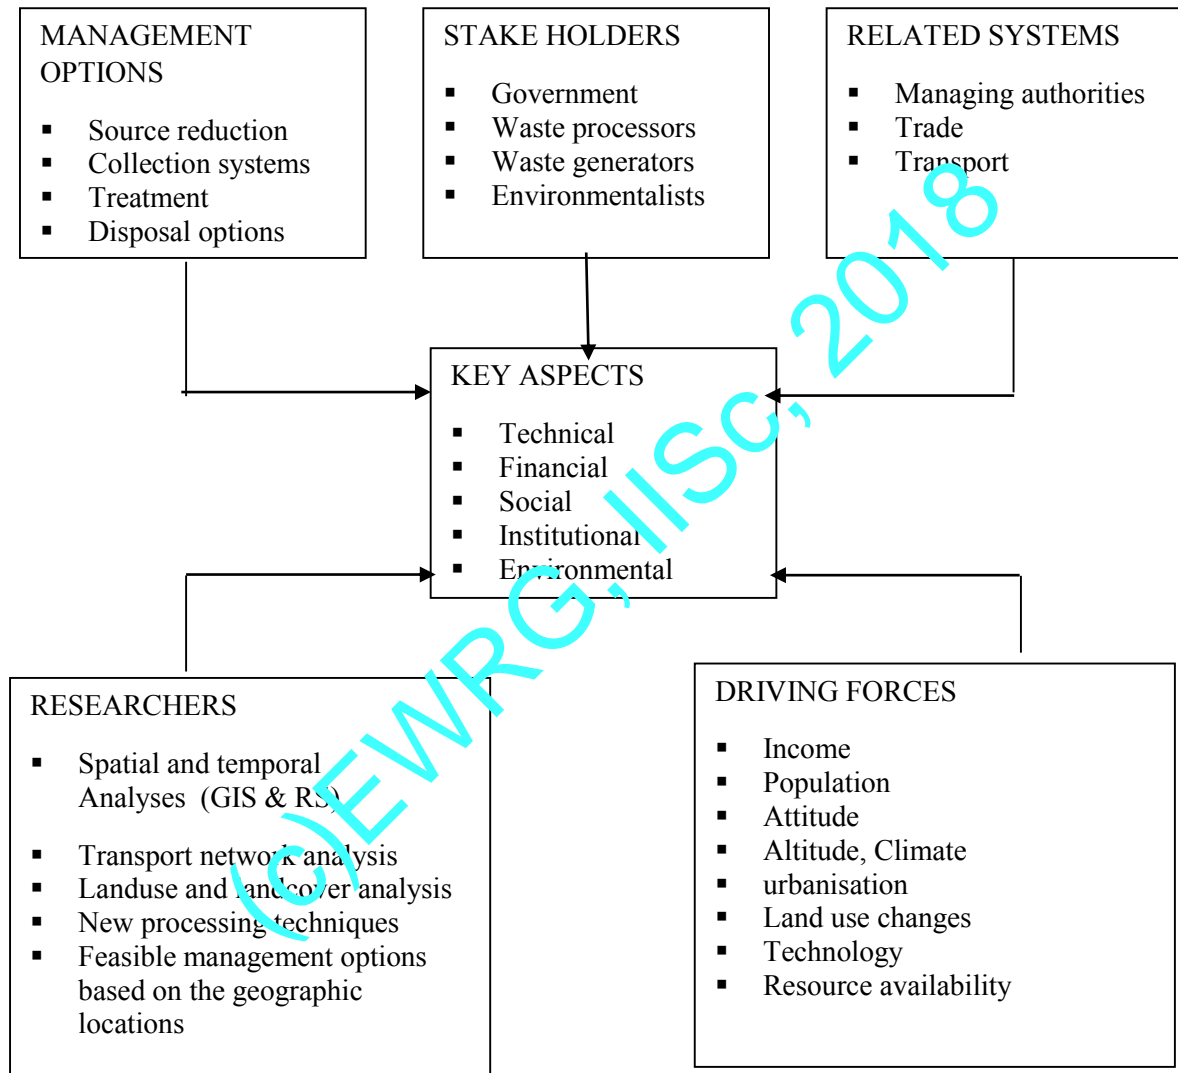 MANAGEMENT
OPTIONS
▪ Source reduction
▪ Collection systems
▪ Treatment
▪ Disposal options
STAKE HOLDERS
▪ Government
▪ Waste processors
▪ Waste generators
▪ Environmentalists
RELATED SYSTEMS
▪ Managing authorities
▪ Trade
▪ Transport
KEY ASPECTS
▪ Technical
▪ Financial
▪ Social
▪ Institutional
▪ Environmental
RESEARCHERS
▪ Spatial and temporal
Analyses (GIS & RS)
▪ Transport network analysis
▪ Landuse and landcover analysis
▪ New processing techniques
▪ Feasible management options
based on the geographic
locations
DRIVING FORCES
▪ Income
▪ Population
▪ Attitude
▪ Altitude, Climate
▪ urbanisation
▪ Land use changes
▪ Technology
▪ Resource availability
(c)EWRG, IISc, 2018